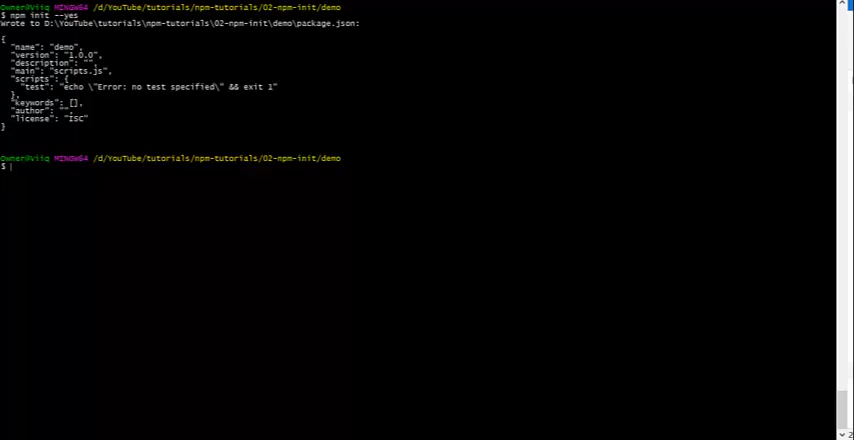 Owner@Viiq MINGW64 /d/YouTube/tutorials/npm-tutorials/02-npm-init/demo
$ npm init --yes
Wrote to D:\YouTube\tutorials\npm-tutorials\02-npm-init\demo\package.json:
{
  "name": "demo",
  "version": "1.0.0",
  "description": "",
  "main": "scripts.js",
  "scripts": {
    "test": "echo \"Error: no test specified\" && exit 1"
  },
  "keywords": [],
  "author": "",
  "license": "ISC"
}
Owner@Viiq MINGW64 /d/YouTube/tutorials/npm-tutorials/02-npm-init/demo
$
2